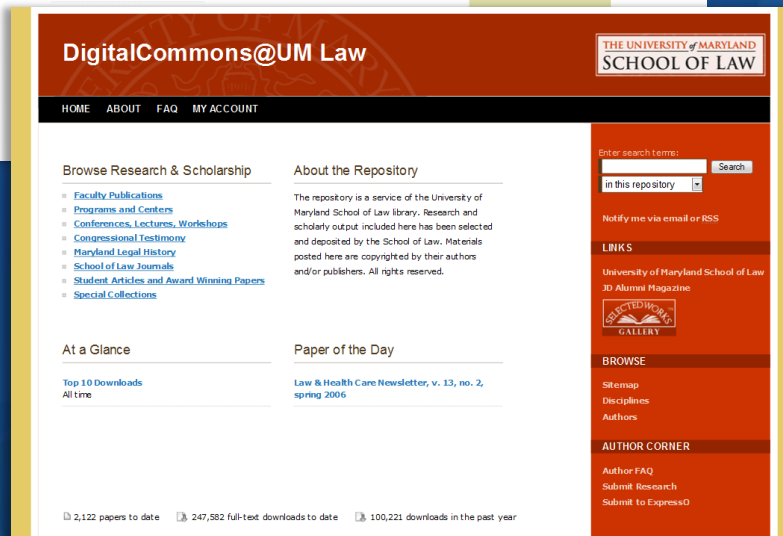 DigitalCommons@UM Law
THE UNIVERSITY of MARYLAND
SCHOOL OF LAW
HOME ABOUT FAQ MY ACCOUNT
Browse Research & Scholarship
Faculty Publications
Programs and Centers
Conferences, Lectures, Workshops
Congressional Testimony
Maryland Legal History
School of Law Journals
Student Articles and Award Winning Papers
Special Collections
About the Repository
The repository is a service of the University of
Maryland School of Law library. Research and
scholarly output included here has been selected
and deposited by the School of Law. Materials
posted here are copyrighted by their authors
and/or publishers. All rights reserved.
At a Glance
Top 10 Downloads
All time
Paper of the Day
Law & Health Care Newsletter, v. 13, no. 2,
spring 2006
2,122 papers to date 247,582 full-text downloads to date 100,221 downloads in the past year
Enter search terms:
Search
in this repository
Notify me via email or RSS
LINKS
University of Maryland School of Law
JD Alumni Magazine
SELECTEDWORKS
GALLERY
BROWSE
Sitemap
Disciplines
Authors
AUTHOR CORNER
Author FAQ
Submit Research
Submit to ExpressO